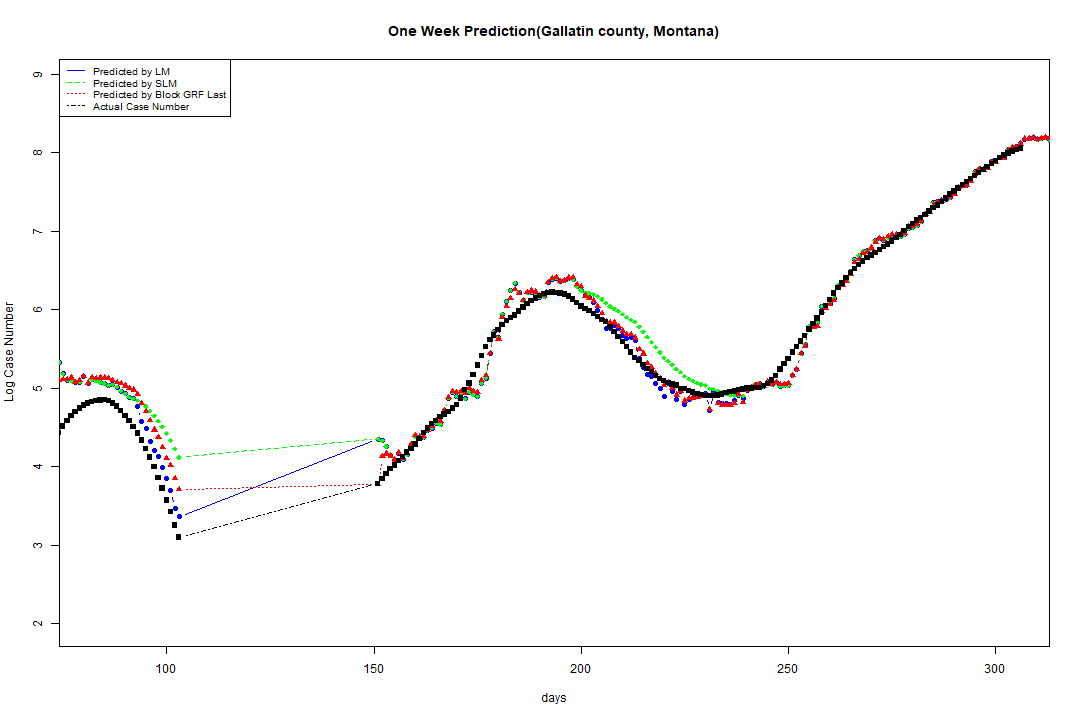 One Week Prediction(Gallatin county, Montana)
Predicted by LM
Predicted by SLM
Predicted by Block GRF Last
Actual Case Number
9
8
7
6
5
4
3
2
Log Case Number
100 150 200 250 300
days